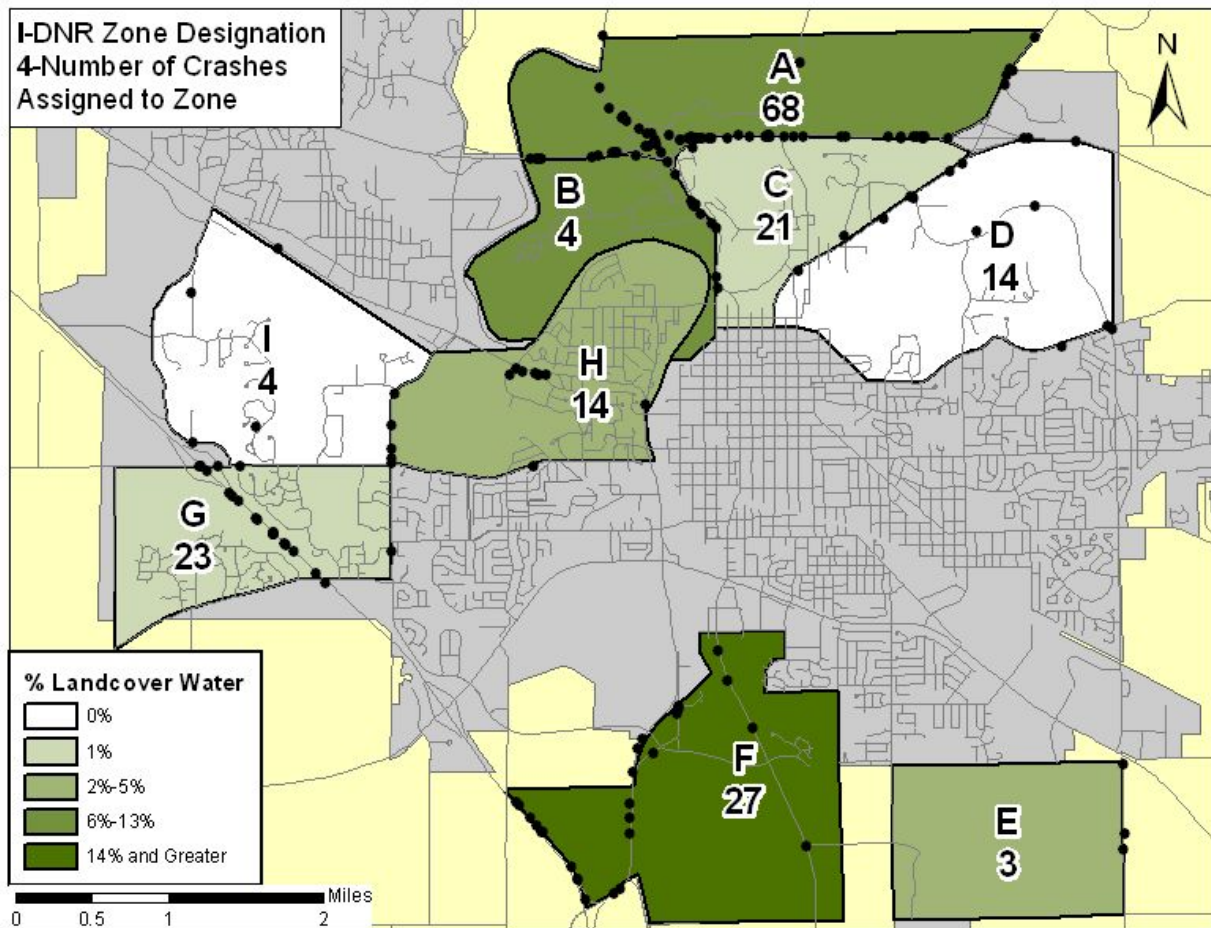 I-DNR Zone Designation
4-Number of Crashes
Assigned to Zone
N
A
68
B
4
C
21
D
14
I
4
H
14
G
23
F
27
E
3
% Landcover Water
0%
1%
2%-5%
6%-13%
14% and Greater
Miles
0 0.5 1 2